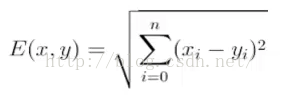 E(x, y) = \sqrt{\sum_{i=0}^{n} (x_i - y_i)^2}